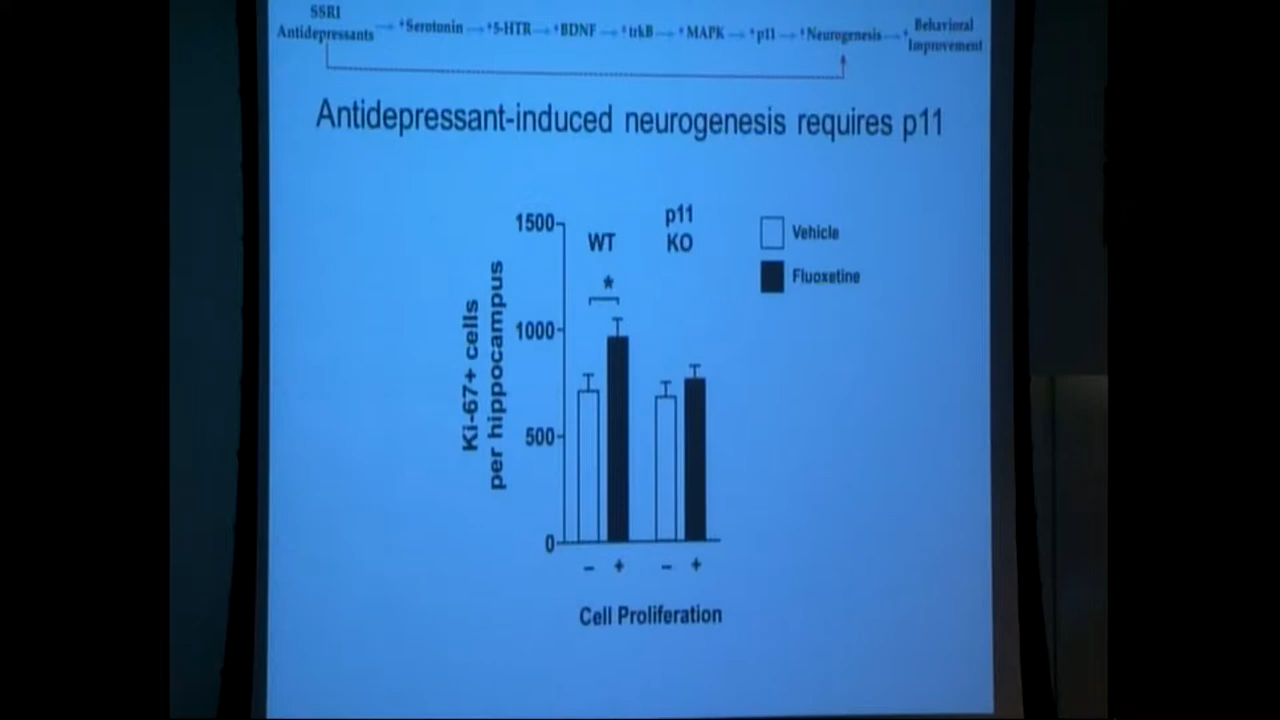 SSRI
Antidepressants → ↑Serotonin → ↑5-HTR → ↑BDNF → ↑trkB → ↑MAPK → ↑p11 → ↑Neurogenesis → ↑Behavioral Improvement
Antidepressant-induced neurogenesis requires p11
1500
1000
500
0
Ki-67+ cells
per hippocampus
WT
p11
KO
*
Vehicle
Fluoxetine
– + – +
Cell Proliferation